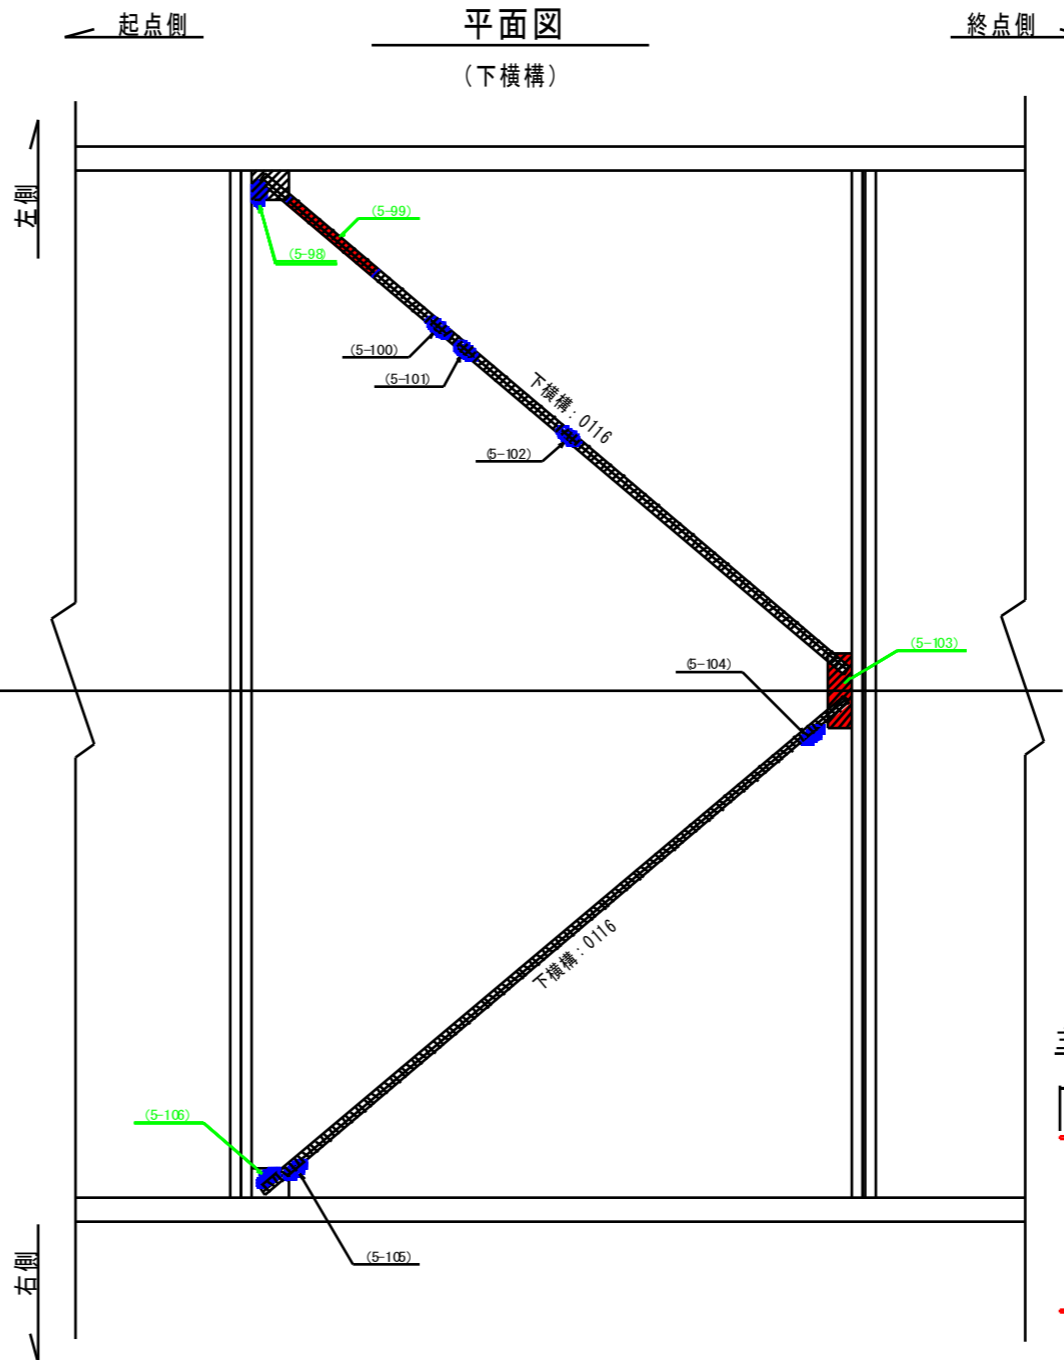 起点側
平面図
終点側
(下横構)
左側
(5-99)
(5-98)
(5-100)
(5-101)
下横構:0116
(5-102)
(5-103)
(5-104)
下横構:0116
(5-106)
(5-105)
右側